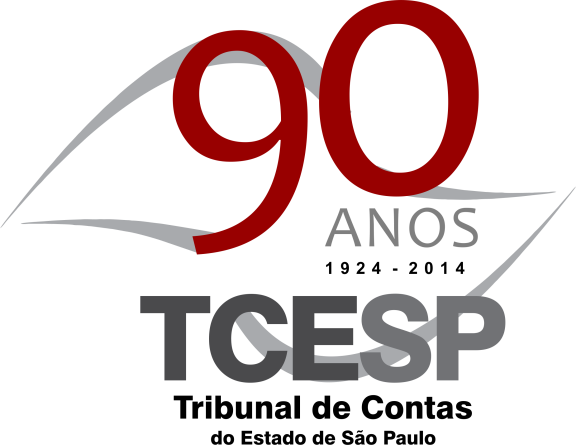 90
ANOS
1924 - 2014
TCESP
Tribunal de Contas
do Estado de São Paulo